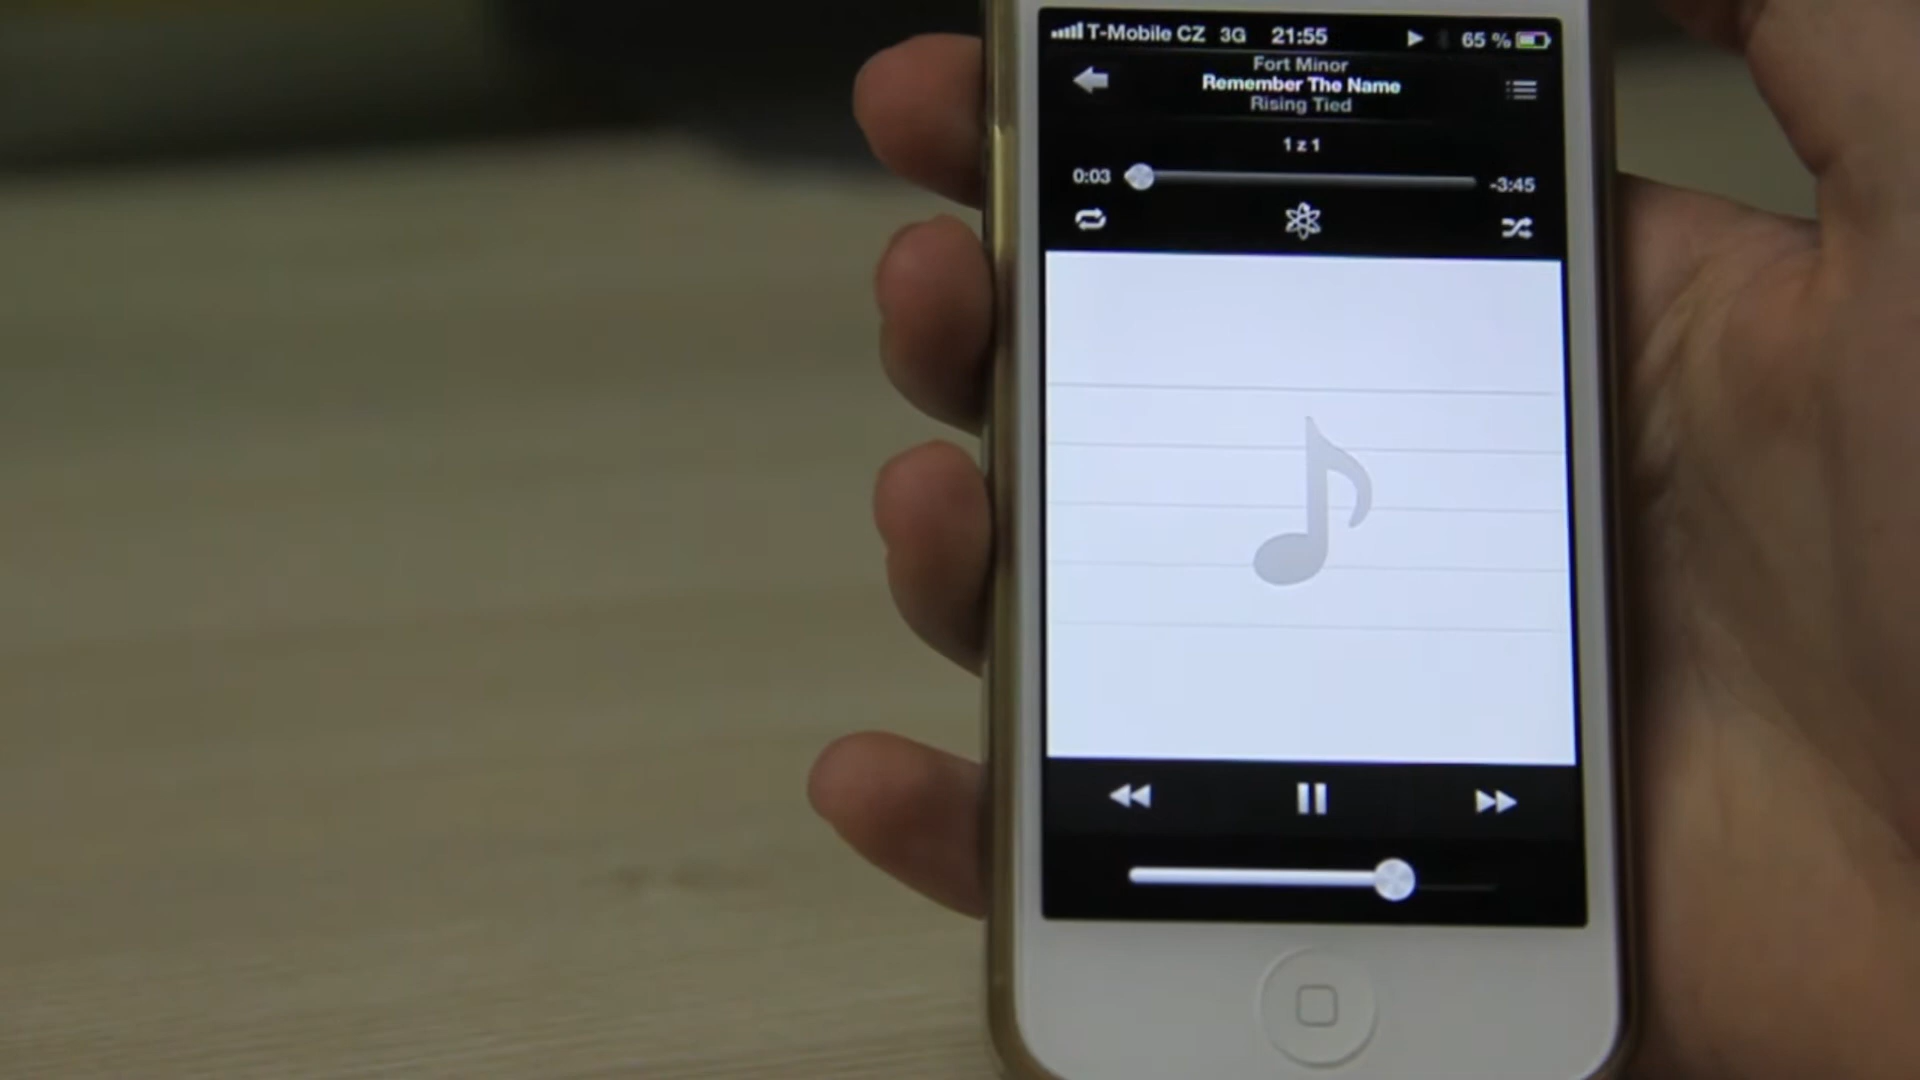 T-Mobile CZ 3G 21:55 65 %
Fort Minor
Remember The Name
Rising Tied
1 z 1
0:03 -3:45